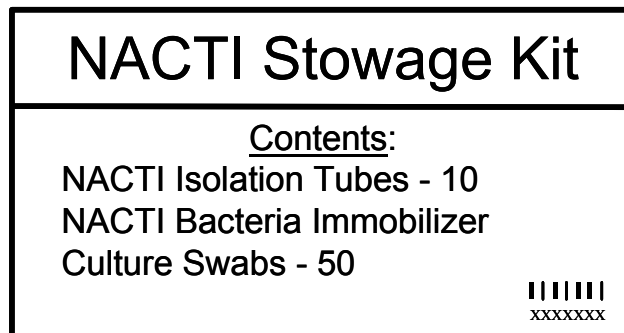 NACTI Stowage Kit
Contents:
NACTI Isolation Tubes - 10
NACTI Bacteria Immobilizer
Culture Swabs - 50
xxxxxxx